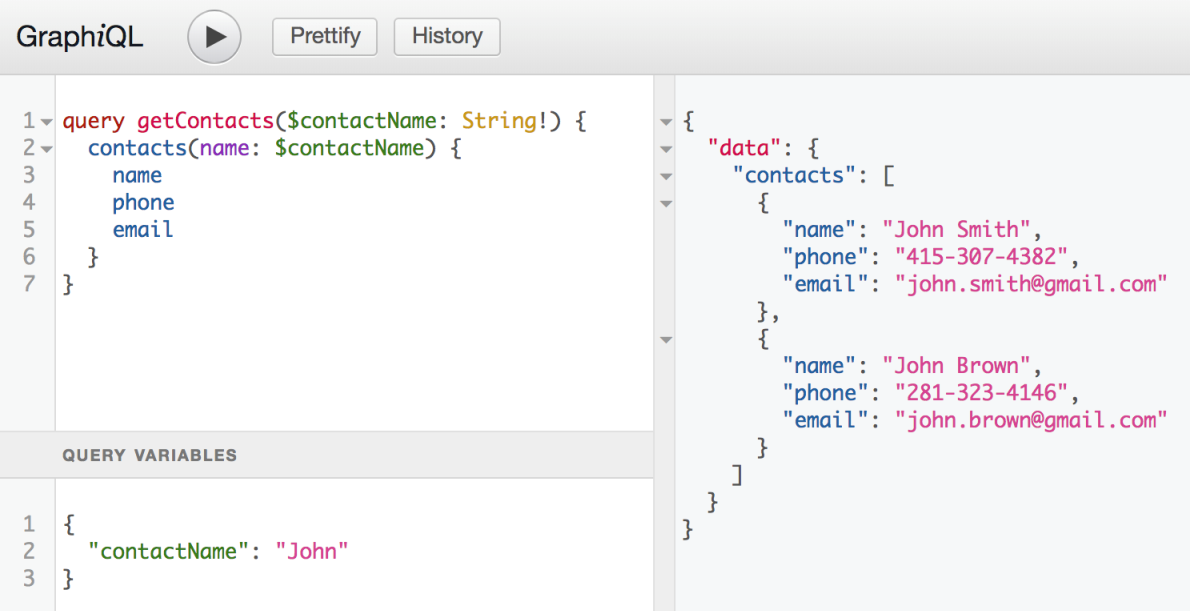 GraphiQL Prettify History
1 query getContacts($contactName: String!) {
2 contacts(name: $contactName) {
3 name
4 phone
5 email
6 }
7 }
QUERY VARIABLES
1 {
2 "contactName": "John"
3 }
{
"data": {
"contacts": [
{
"name": "John Smith",
"phone": "415-307-4382",
"email": "john.smith@gmail.com"
},
{
"name": "John Brown",
"phone": "281-323-4146",
"email": "john.brown@gmail.com"
}
]
}
}